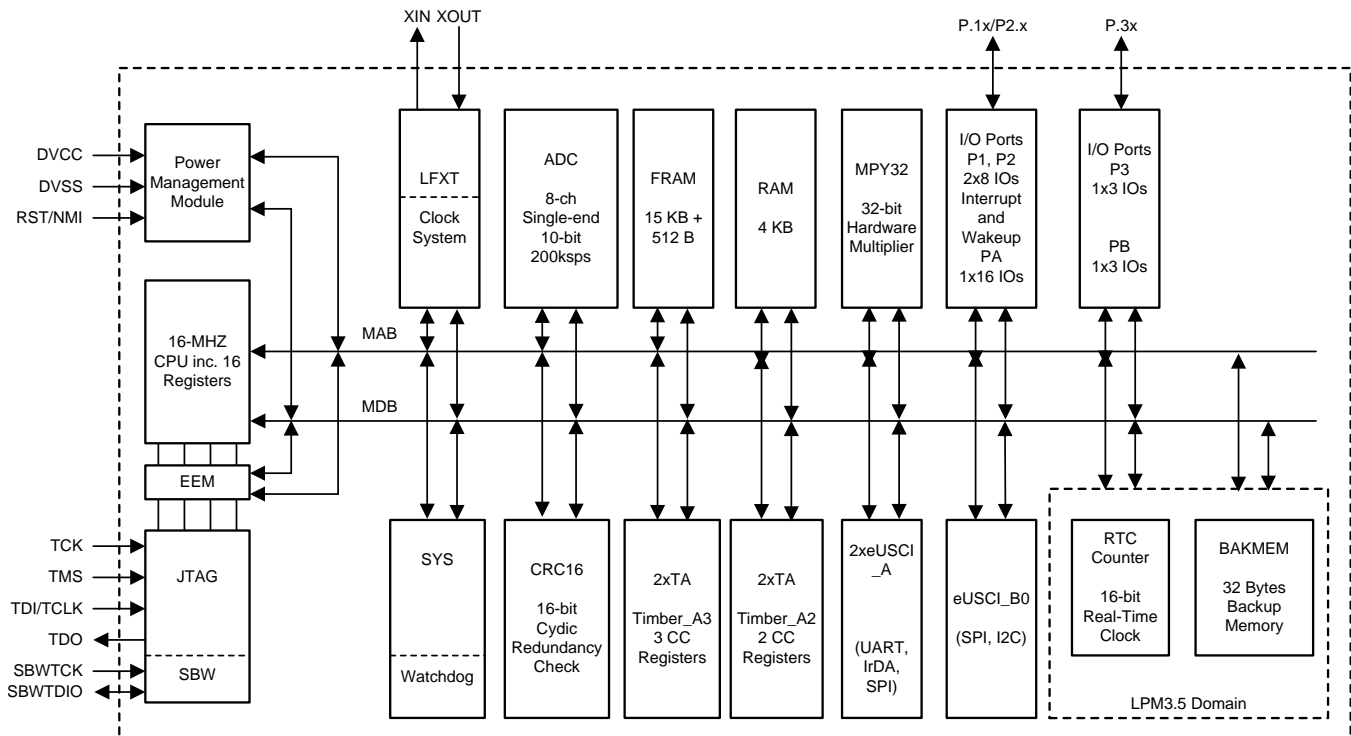 XIN XOUT
P.1x/P2.x
P.3x
DVCC
DVSS
RST/NMI
Power
Management
Module
LFXT
Clock
System
ADC
8-ch
Single-end
10-bit
200ksps
FRAM
15 KB +
512 B
RAM
4 KB
MPY32
32-bit
Hardware
Multiplier
I/O Ports
P1, P2
2x8 IOs
Interrupt
and
Wakeup
PA
1x16 IOs
I/O Ports
P3
1x3 IOs
PB
1x3 IOs
16-MHZ
CPU inc. 16
Registers
MAB
MDB
EEM
TCK
TMS
TDI/TCLK
TDO
SBWTCK
SBWTDIO
JTAG
SBW
SYS
Watchdog
CRC16
16-bit
Cydic
Redundancy
Check
2xTA
Timber_A3
3 CC
Registers
2xTA
Timber_A2
2 CC
Registers
2xeUSCI
_A
(UART,
IrDA,
SPI)
eUSCI_B0
(SPI, I2C)
RTC
Counter
16-bit
Real-Time
Clock
BAKMEM
32 Bytes
Backup
Memory
LPM3.5 Domain